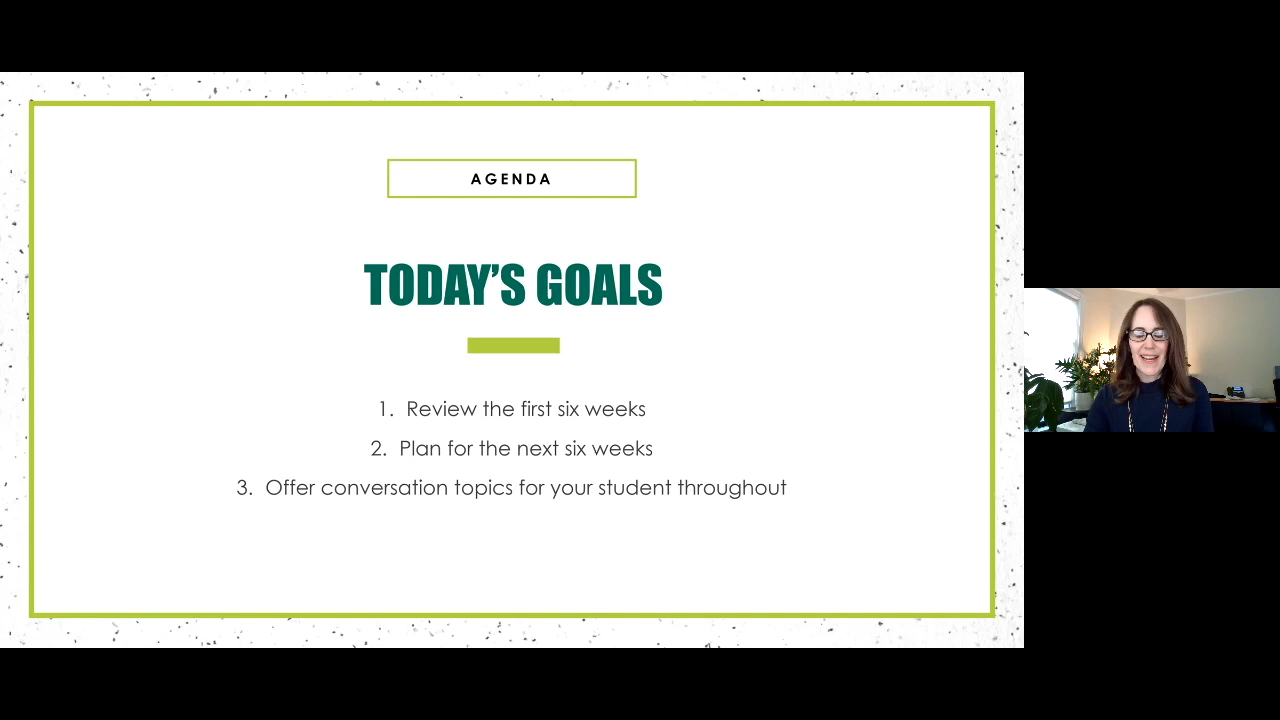 AGENDA
TODAY’S GOALS
1. Review the first six weeks
2. Plan for the next six weeks
3. Offer conversation topics for your student throughout